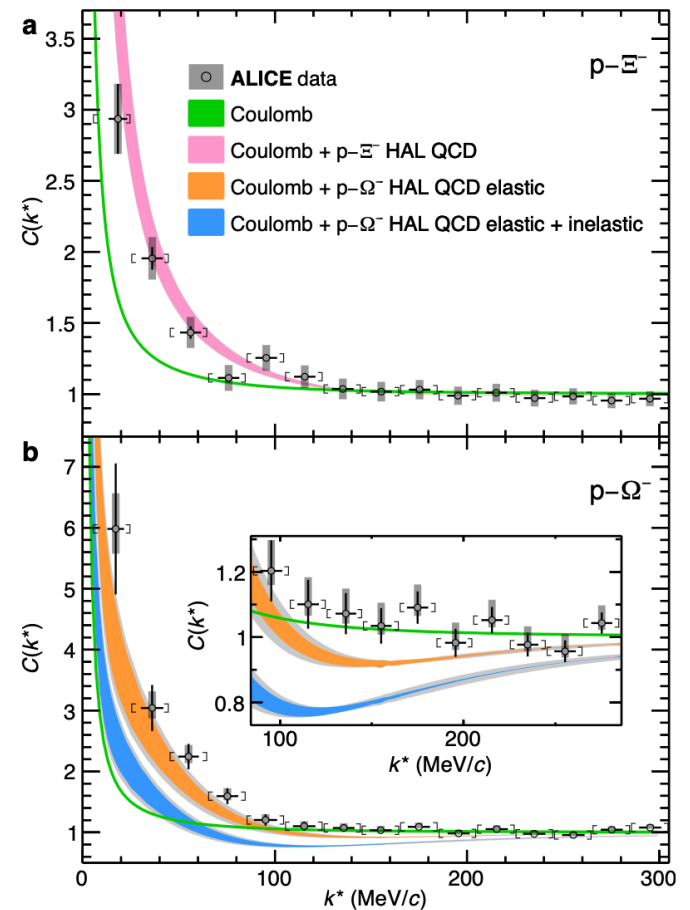 a
3.5
3
2.5
2
1.5
1
C(k*)
p–Ξ⁻
ALICE data
Coulomb
Coulomb + p–Ξ⁻ HAL QCD
Coulomb + p–Ω⁻ HAL QCD elastic
Coulomb + p–Ω⁻ HAL QCD elastic + inelastic
b
7
6
5
4
3
2
1
C(k*)
p–Ω⁻
1.2
1
0.8
C(k*)
100 200
k* (MeV/c)
0 100 200 300
k* (MeV/c)